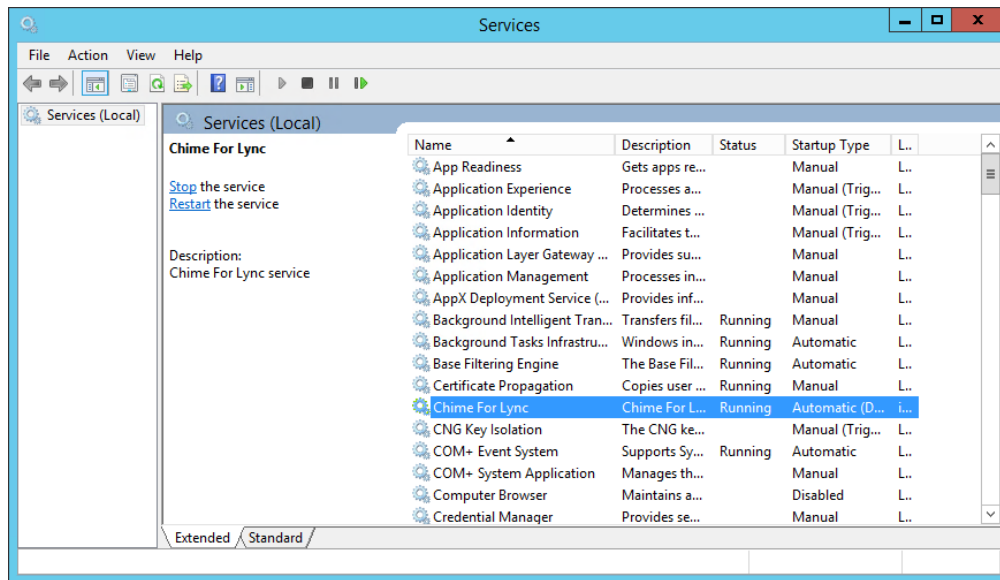 Services
File Action View Help
Services (Local)
Services (Local)
Chime For Lync
Stop the service
Restart the service
Description:
Chime For Lync service
Name Description Status Startup Type L..
App Readiness Gets apps re... Manual L..
Application Experience Processes a... Manual (Trig... L..
Application Identity Determines ... Manual (Trig... L..
Application Information Facilitates t... Manual (Trig... L..
Application Layer Gateway ... Provides su... Manual L..
Application Management Processes in... Manual L..
AppX Deployment Service (... Provides inf... Manual L..
Background Intelligent Tran... Transfers fil... Running Manual L..
Background Tasks Infrastru... Windows in... Running Automatic L..
Base Filtering Engine The Base Fil... Running Automatic L..
Certificate Propagation Copies user ... Running Manual L..
Chime For Lync Chime For L... Running Automatic (D... i...
CNG Key Isolation The CNG ke... Manual (Trig... L..
COM+ Event System Supports Sy... Running Automatic L..
COM+ System Application Manages th... Manual L..
Computer Browser Maintains a... Disabled L..
Credential Manager Provides se... Manual L..
Extended Standard